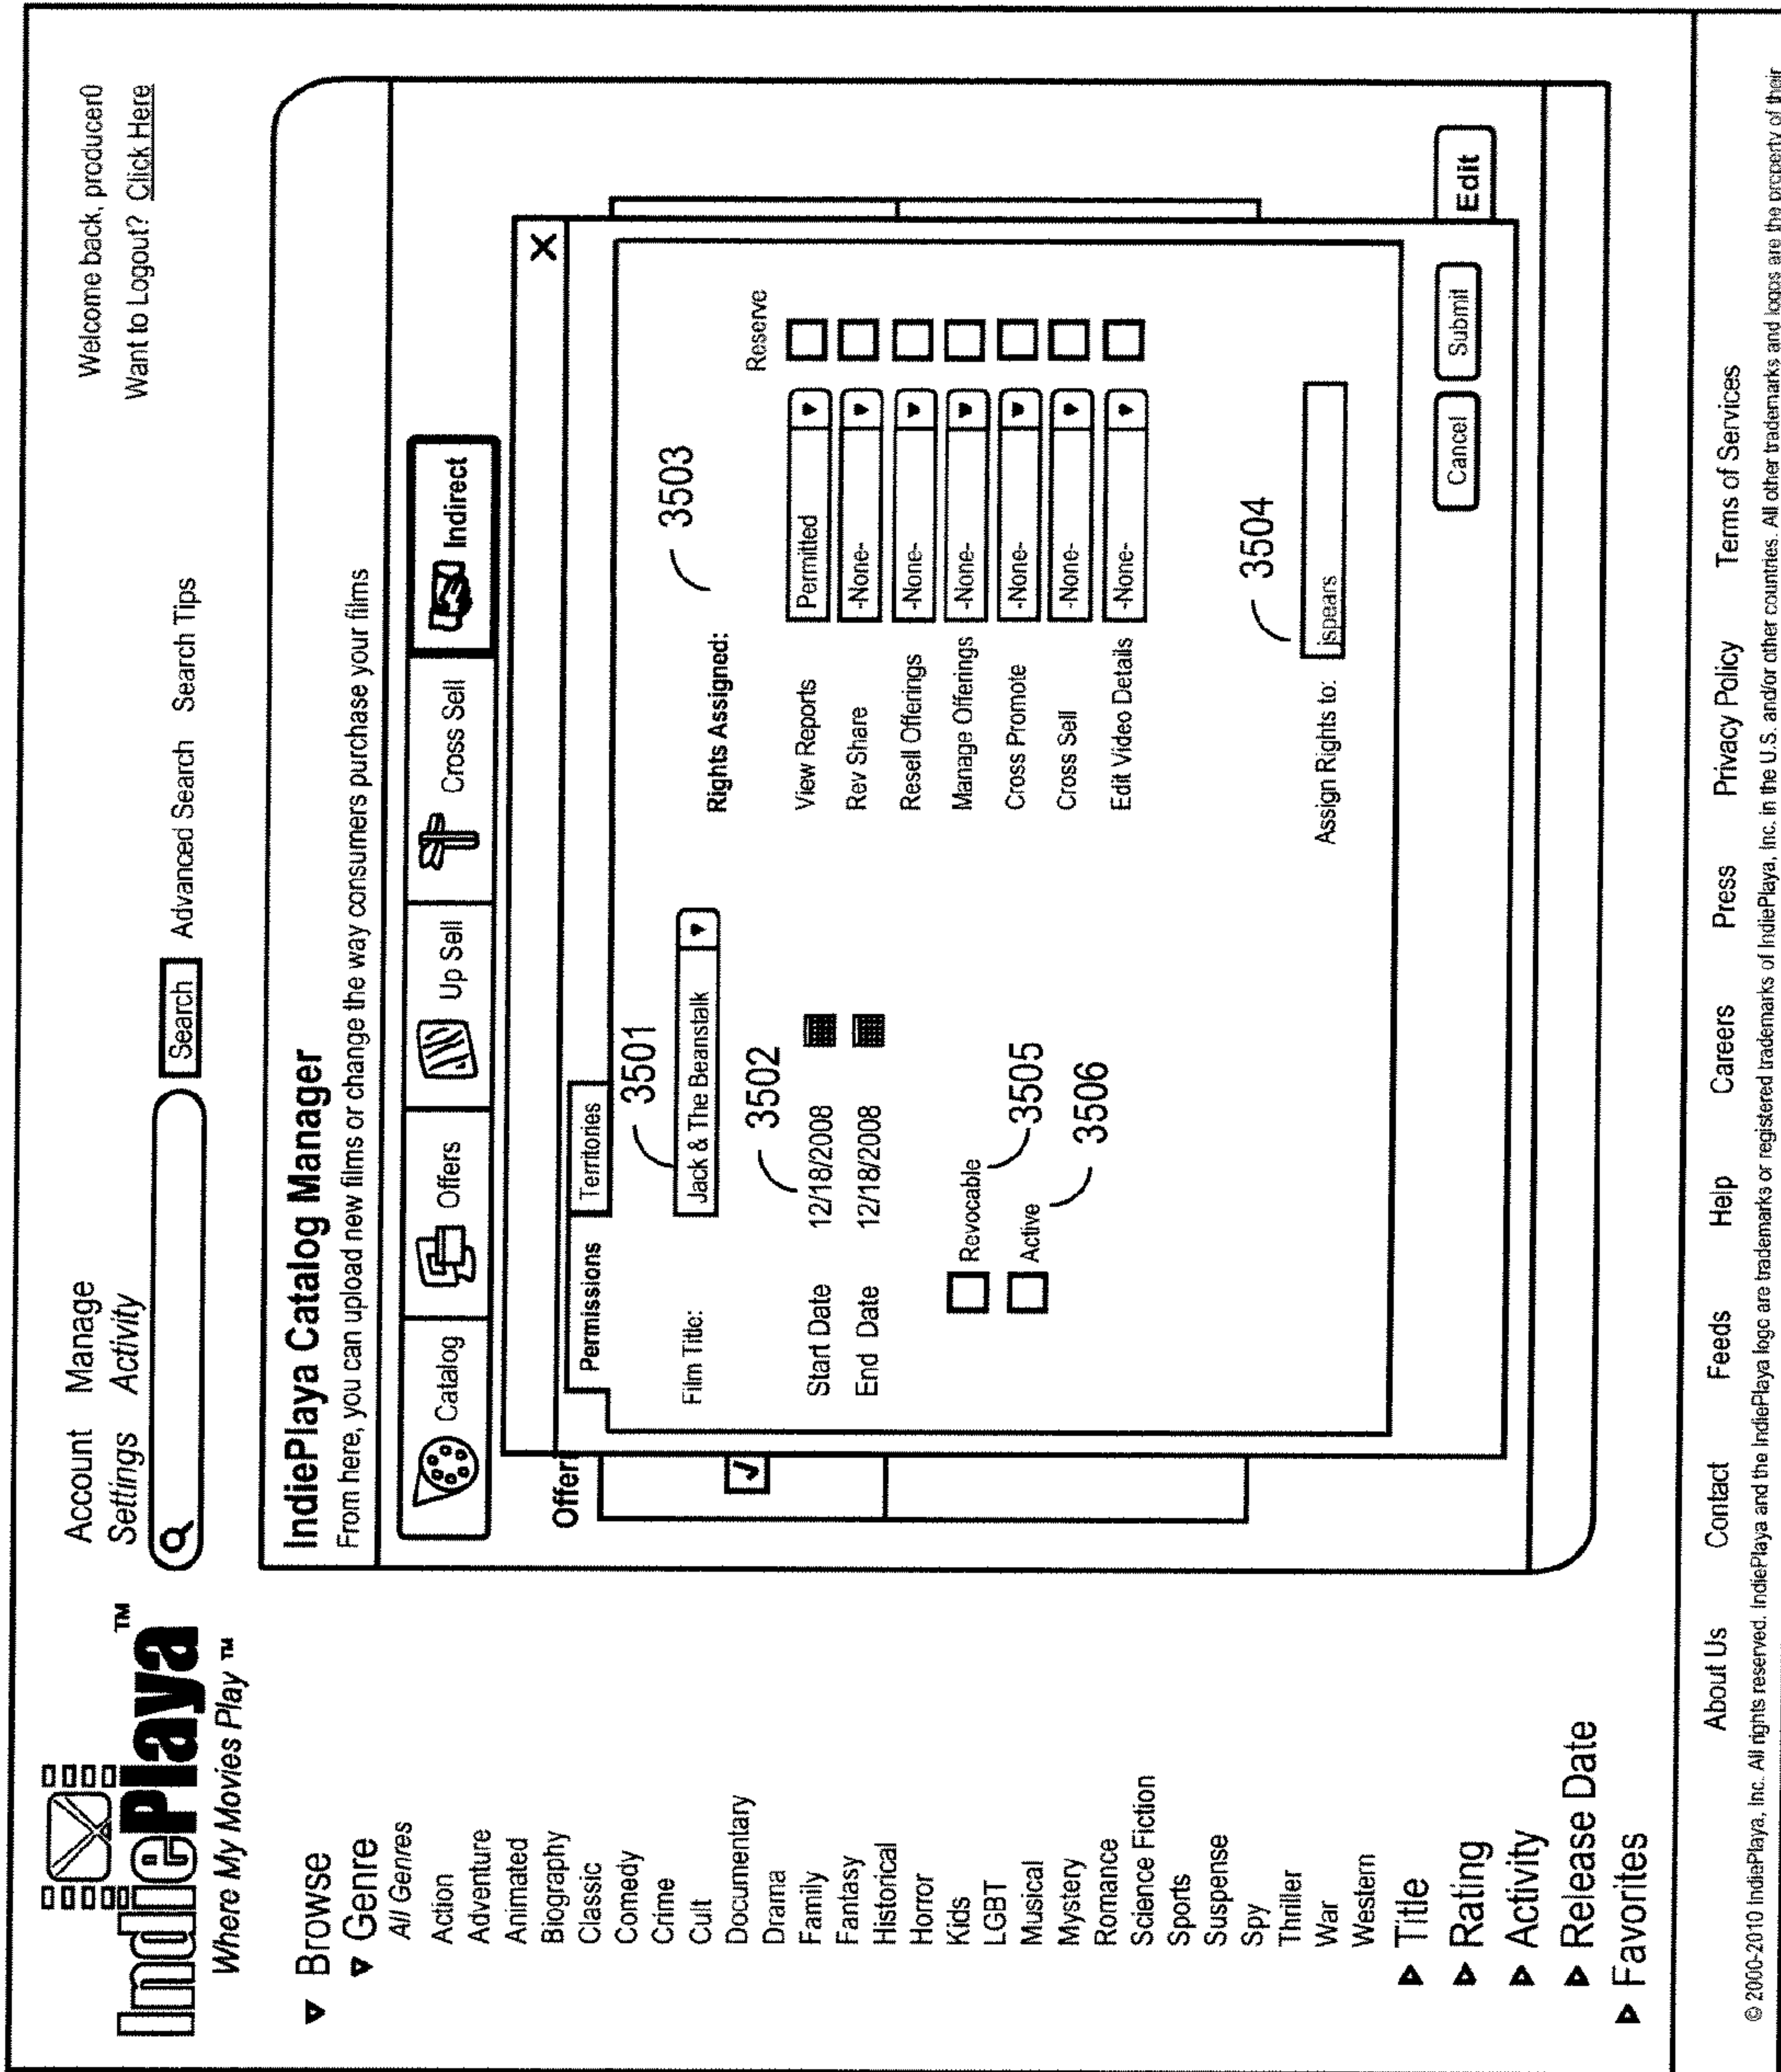 IndiePlaya™
Where My Movies Play ™
Account Settings
Manage Activity
Search
Advanced Search
Search Tips
Welcome back, producer0
Want to Logout? Click Here
▼ Browse
▼ Genre
All Genres
Action
Adventure
Animated
Biography
Classic
Comedy
Crime
Cult
Documentary
Drama
Family
Fantasy
Historical
Horror
Kids
LGBT
Musical
Mystery
Romance
Science Fiction
Sports
Suspense
Spy
Thriller
War
Western
Title
Rating
Activity
Release Date
Favorites
IndiePlaya Catalog Manager
From here, you can upload new films or change the way consumers purchase your films
Catalog
Offers
Up Sell
Cross Sell
Indirect
Offer
X
Permissions
Territories
3501
Film Title: Jack & The Beanstalk
3502
Start Date 12/18/2008
End Date 12/18/2008
Revocable
3505
Active
3506
Rights Assigned:
3503
Reserve
View Reports Permitted
Rev Share -None-
Resell Offerings -None-
Manage Offerings -None-
Cross Promote -None-
Cross Sell -None-
Edit Video Details -None-
3504
Assign Rights to: jspears
Cancel
Submit
Edit
About Us Contact Feeds Help Careers Press Privacy Policy Terms of Services
© 2000-2010 IndiePlaya, Inc. All rights reserved. IndiePlaya and the IndiePlaya logo are trademarks or registered trademarks of IndiePlaya, Inc. in the U.S. and/or other countries. All other trademarks and logos are the property of their